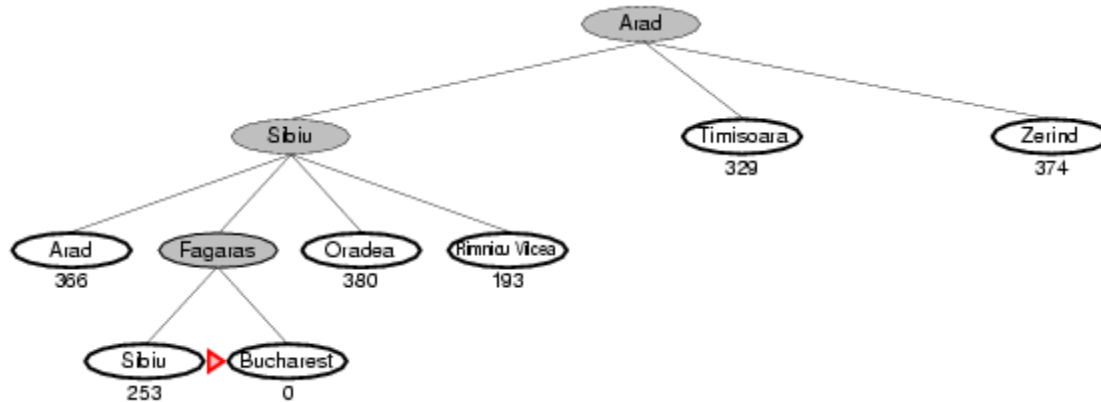 Arad
Sibiu
Timisoara
Zerind
329
374
Arad
Fagaras
Oradea
Rimnicu Vilcea
366
380
193
Sibiu
Bucharest
253
0